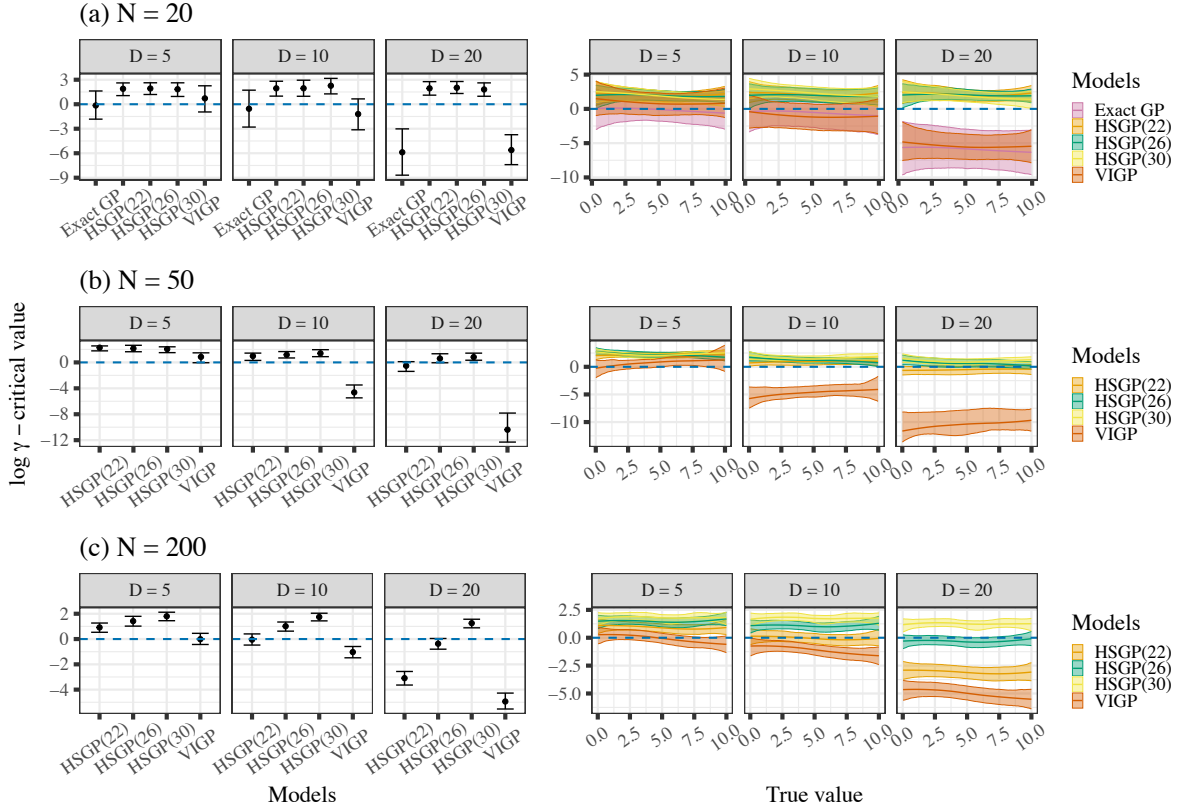 (a) N = 20
D = 5 D = 10 D = 20 D = 5 D = 10 D = 20
3
0
−3
−6
−9
Exact GP HSGP(22) HSGP(26) HSGP(30) VIGP Exact GP HSGP(22) HSGP(26) HSGP(30) VIGP Exact GP HSGP(22) HSGP(26) HSGP(30) VIGP
5
0
−5
−10
0.0 2.5 5.0 7.5 10.0 0.0 2.5 5.0 7.5 10.0 0.0 2.5 5.0 7.5 10.0
Models
Exact GP
HSGP(22)
HSGP(26)
HSGP(30)
VIGP
log γ − critical value
(b) N = 50
D = 5 D = 10 D = 20 D = 5 D = 10 D = 20
0
−4
−8
−12
HSGP(22) HSGP(26) HSGP(30) VIGP HSGP(22) HSGP(26) HSGP(30) VIGP HSGP(22) HSGP(26) HSGP(30) VIGP
5
0
−5
−10
0.0 2.5 5.0 7.5 10.0 0.0 2.5 5.0 7.5 10.0 0.0 2.5 5.0 7.5 10.0
Models
HSGP(22)
HSGP(26)
HSGP(30)
VIGP
(c) N = 200
D = 5 D = 10 D = 20 D = 5 D = 10 D = 20
2
0
−2
−4
HSGP(22) HSGP(26) HSGP(30) VIGP HSGP(22) HSGP(26) HSGP(30) VIGP HSGP(22) HSGP(26) HSGP(30) VIGP
2.5
0.0
−2.5
−5.0
0.0 2.5 5.0 7.5 10.0 0.0 2.5 5.0 7.5 10.0 0.0 2.5 5.0 7.5 10.0
Models
HSGP(22)
HSGP(26)
HSGP(30)
VIGP
Models True value